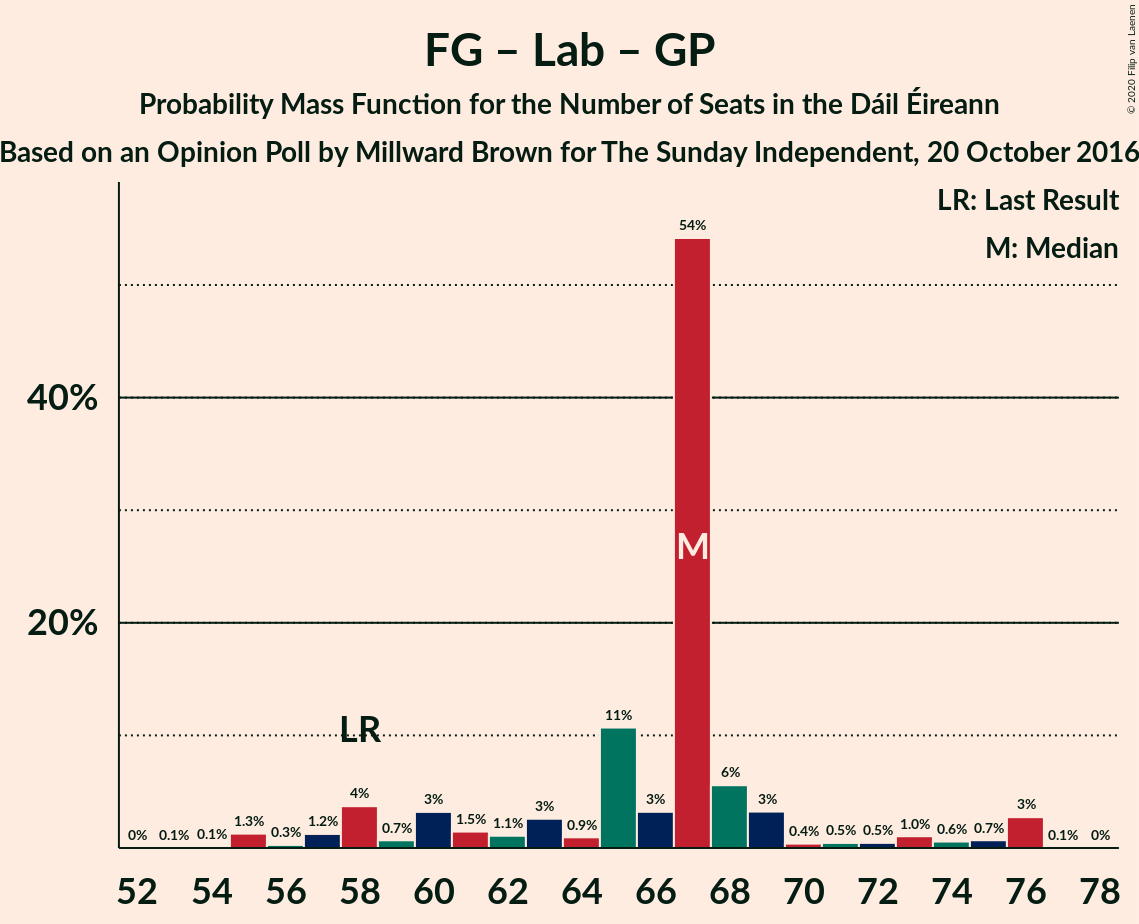 FG – Lab – GP
Probability Mass Function for the Number of Seats in the Dáil Éireann
Based on an Opinion Poll by Millward Brown for The Sunday Independent, 20 October 2016
© 2020 Filip van Laenen
LR: Last Result
M: Median
40%
20%
LR
M
0% 0.1% 0.1% 1.3% 0.3% 1.2% 4% 0.7% 3% 1.5% 1.1% 3% 0.9% 11% 3% 54% 6% 3% 0.4% 0.5% 0.5% 1.0% 0.6% 0.7% 3% 0.1% 0%
52 54 56 58 60 62 64 66 68 70 72 74 76 78